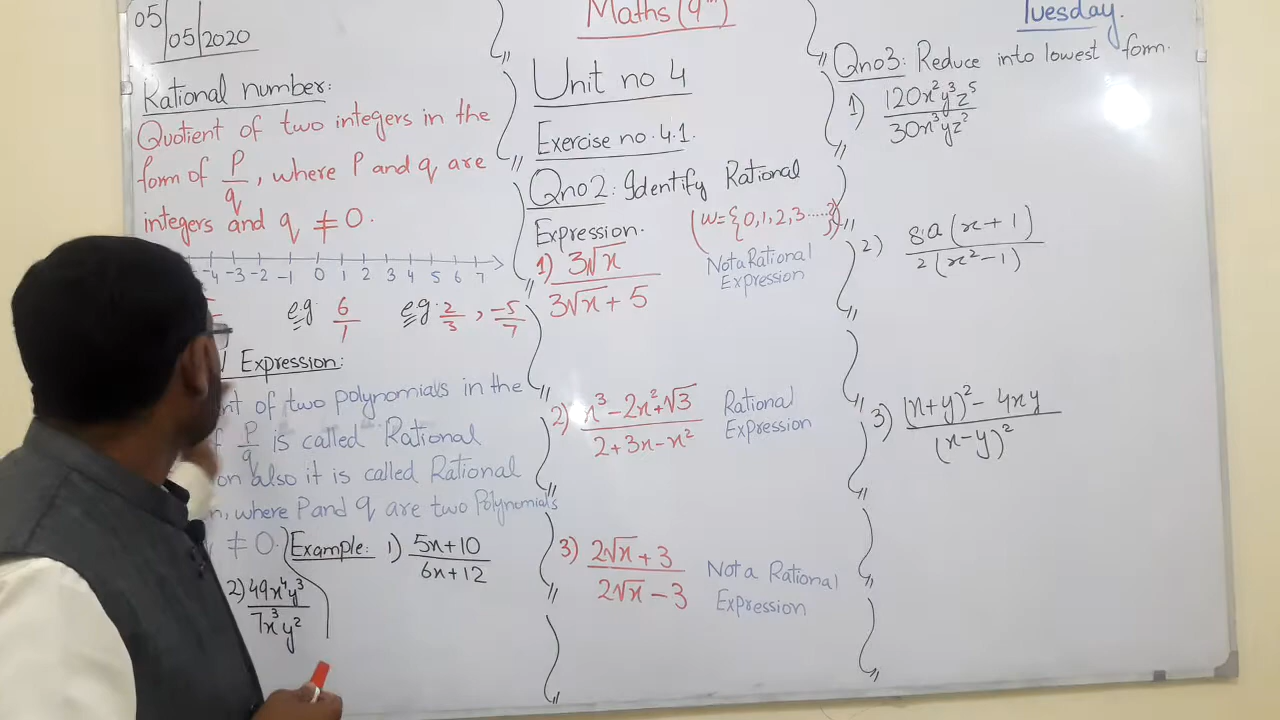 05/05/2020
Maths (9th)
Tuesday.
Rational number:
Quotient of two integers in the
form of P/q, where P and q are
integers and q ≠ 0.
-4 -3 -2 -1 0 1 2 3 4 5 6 7
e.g 6/1 e.g: 2/3, -5/7
Expression:
of two polynomials in the
P/q is called Rational
also it is called Rational
where P and q are two Polynomials
≠ 0.
Example: 1) 5x+10/6x+12
2) 49x⁴y³/7x³y²
Unit no 4
Exercise no.4.1.
Qno2: Identify Rational
Expression. (W={0,1,2,3.....})
1) 3√x/3√x+5 Not a Rational
Expression
2) x³-2x²+√3/2+3x-x² Rational
Expression
3) 2√x+3/2√x-3 Not a Rational
Expression
Qno3: Reduce into lowest form.
1) 120x²y³z⁵/30x³yz²
2) 8a(x+1)/2(x²-1)
3) (x+y)²-4xy/(x-y)²